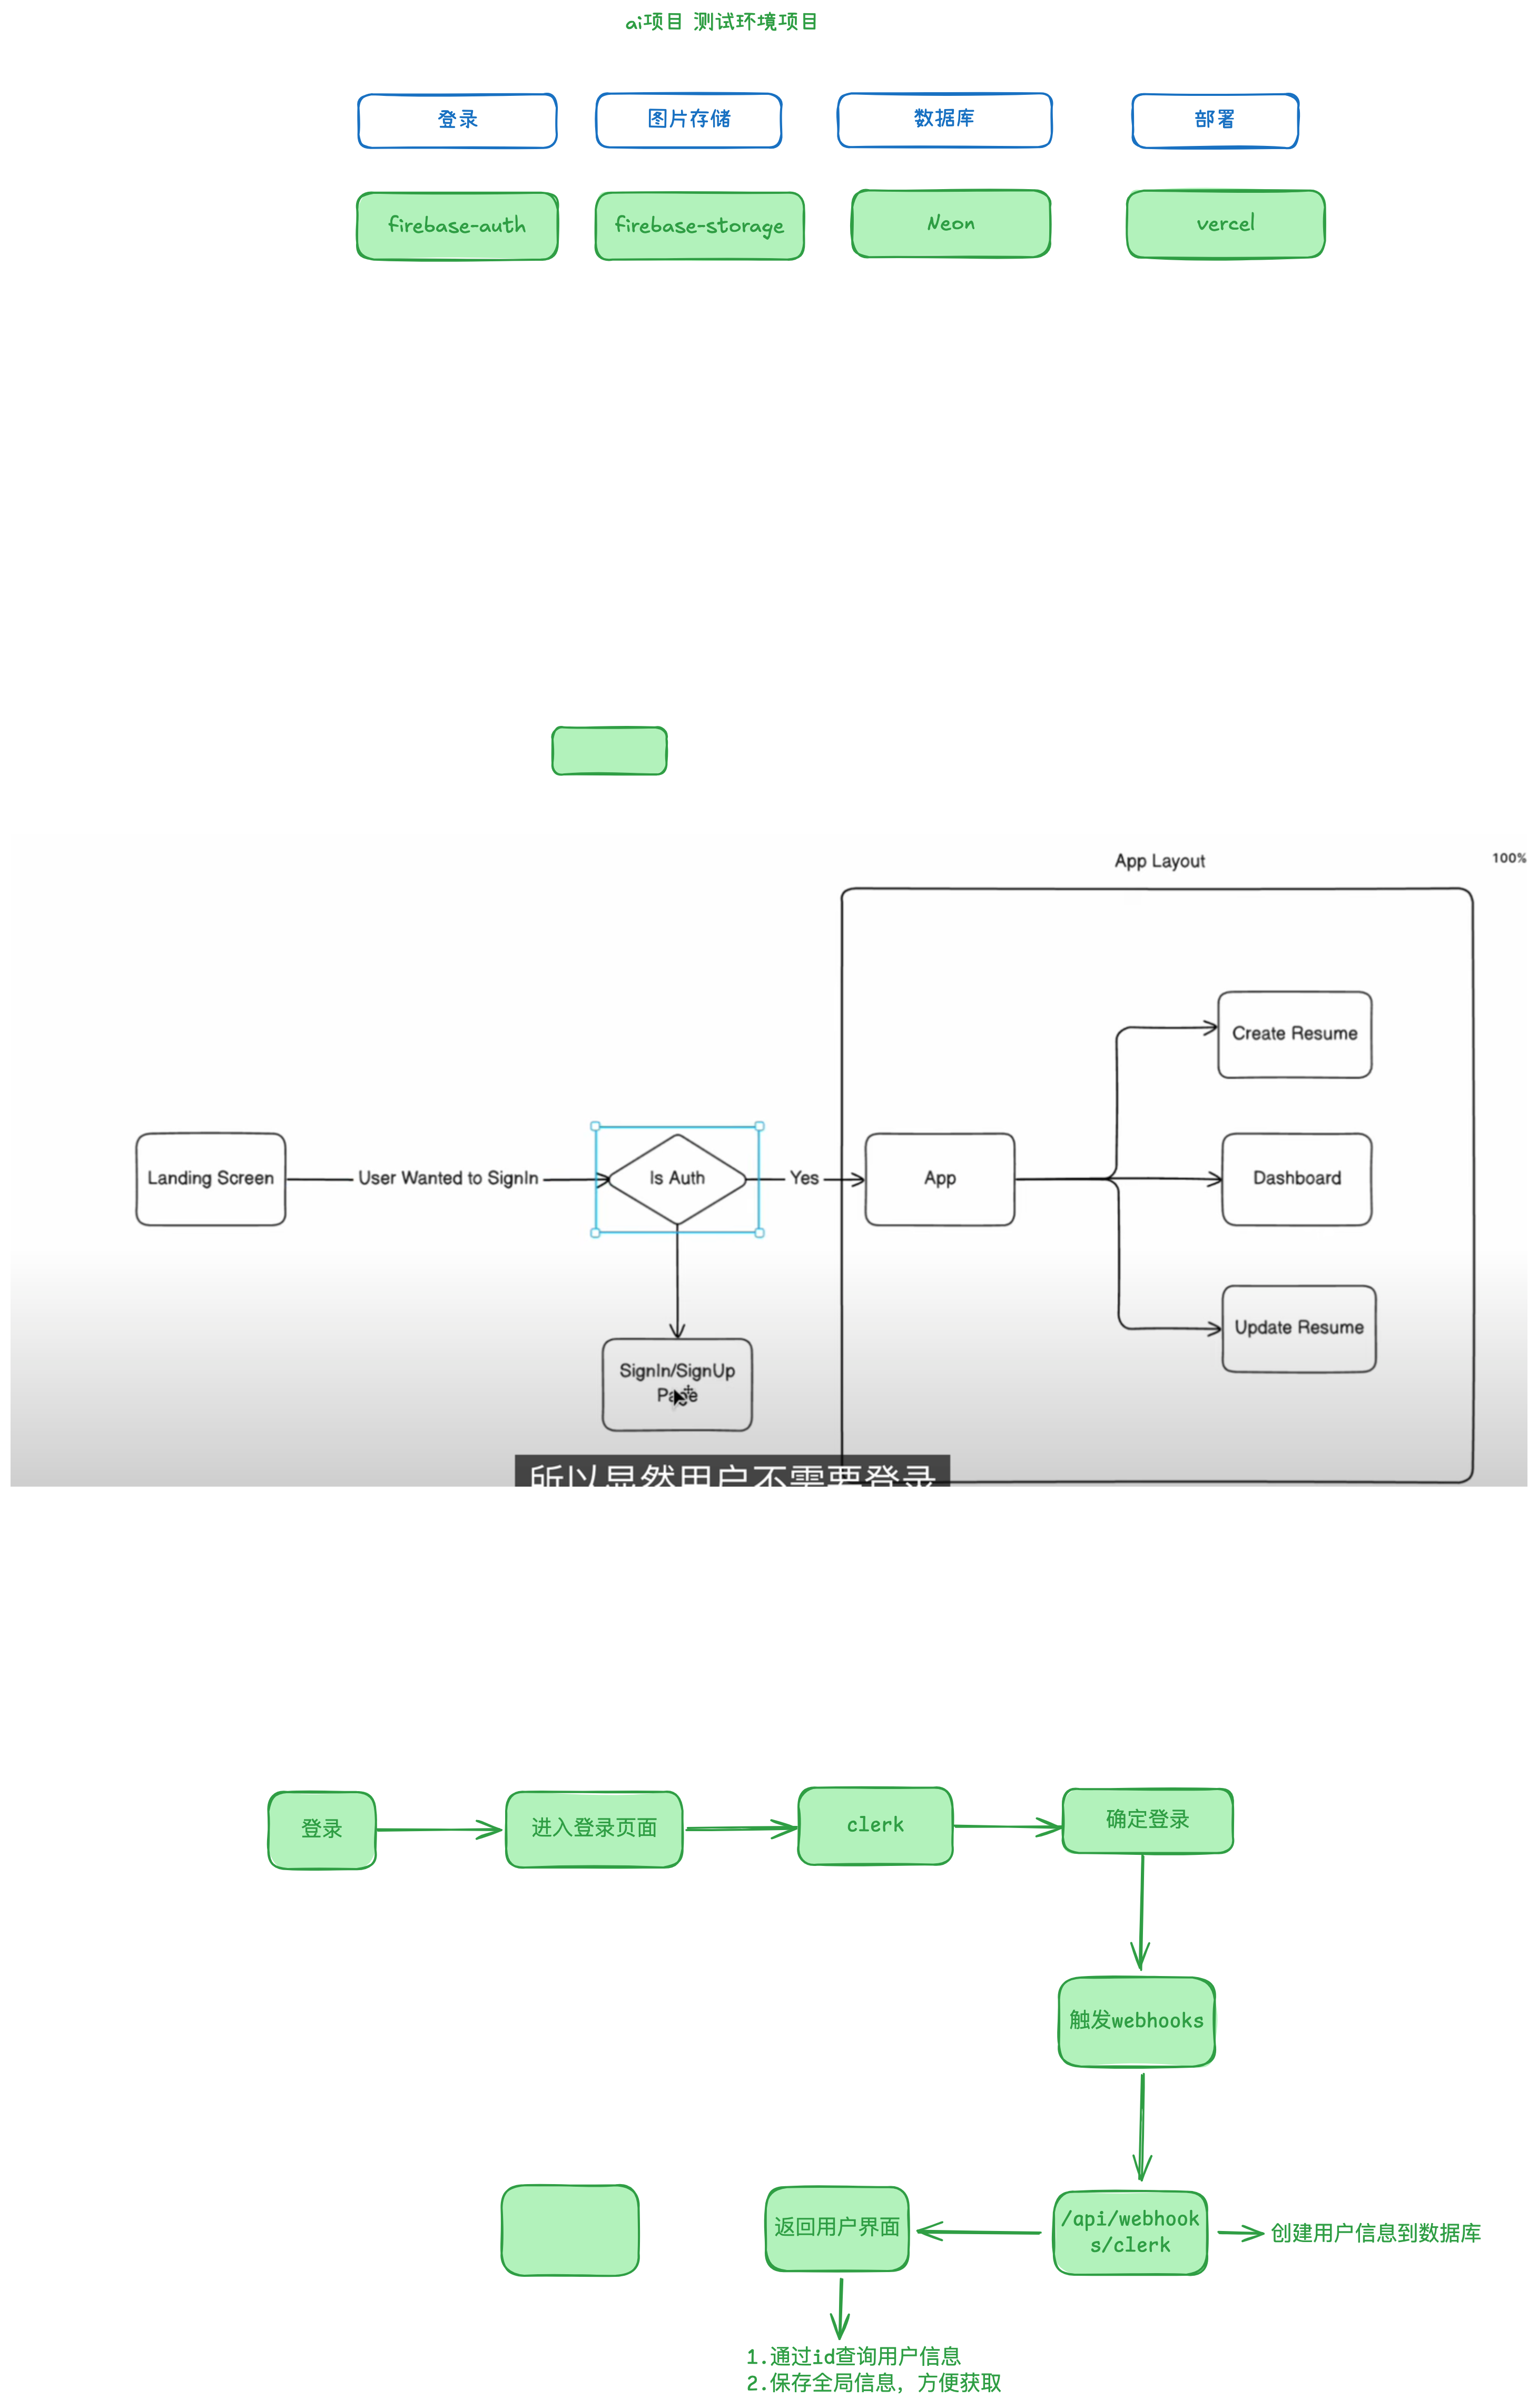 ai项目 测试环境项目
登录
图片存储
数据库
部署
firebase-auth
firebase-storage
Neon
vercel
App Layout
100%
Create Resume
Landing Screen
User Wanted to SignIn
Is Auth
Yes
App
Dashboard
Update Resume
SignIn/SignUp
Page
所以显然用户不需要登录
登录
进入登录页面
clerk
确定登录
触发webhooks
返回用户界面
/api/webhook
s/clerk
创建用户信息到数据库
1.通过id查询用户信息
2.保存全局信息，方便获取